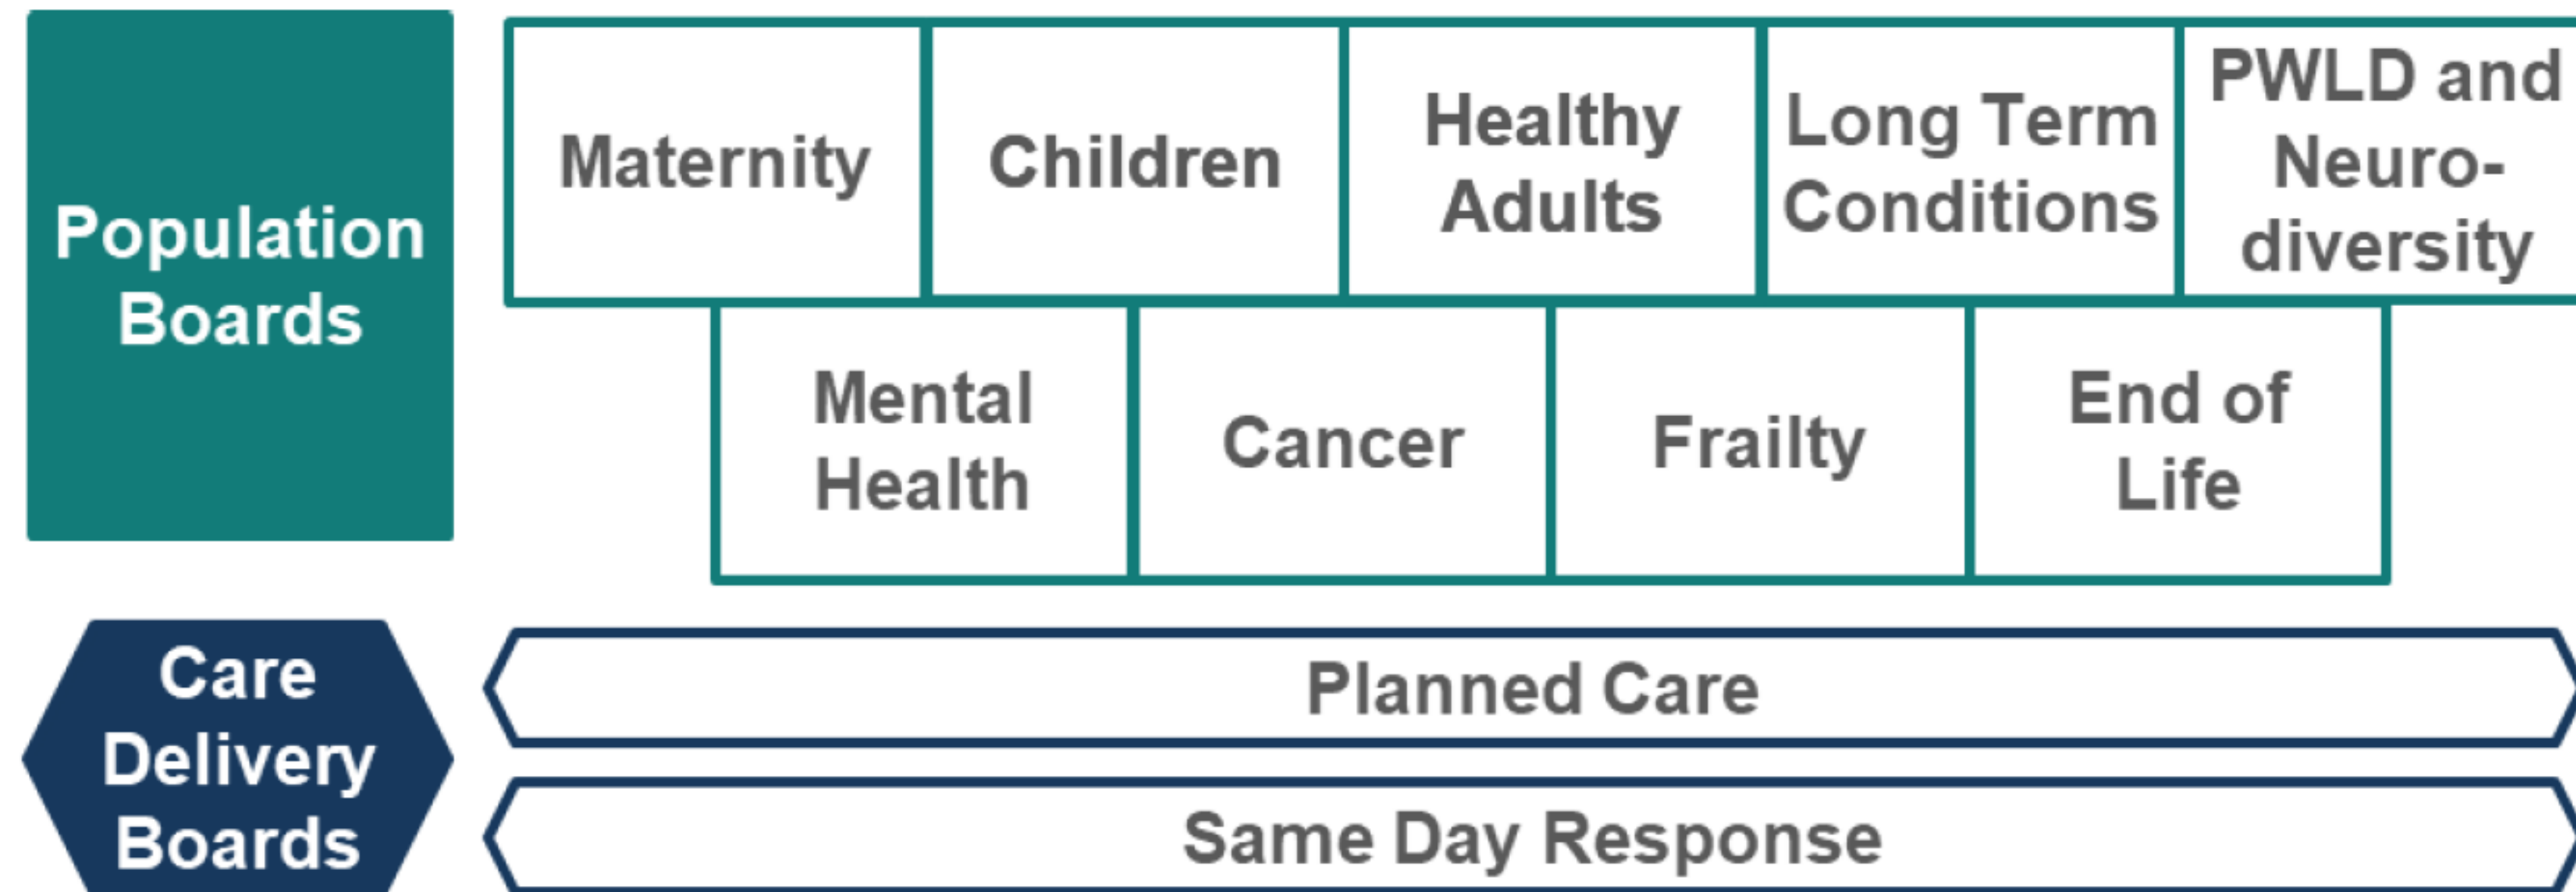 Population
Boards
Maternity
Children
Healthy
Adults
Long Term
Conditions
PWLD and
Neuro-
diversity
Mental
Health
Cancer
Frailty
End of
Life
Care
Delivery
Boards
Planned Care
Same Day Response